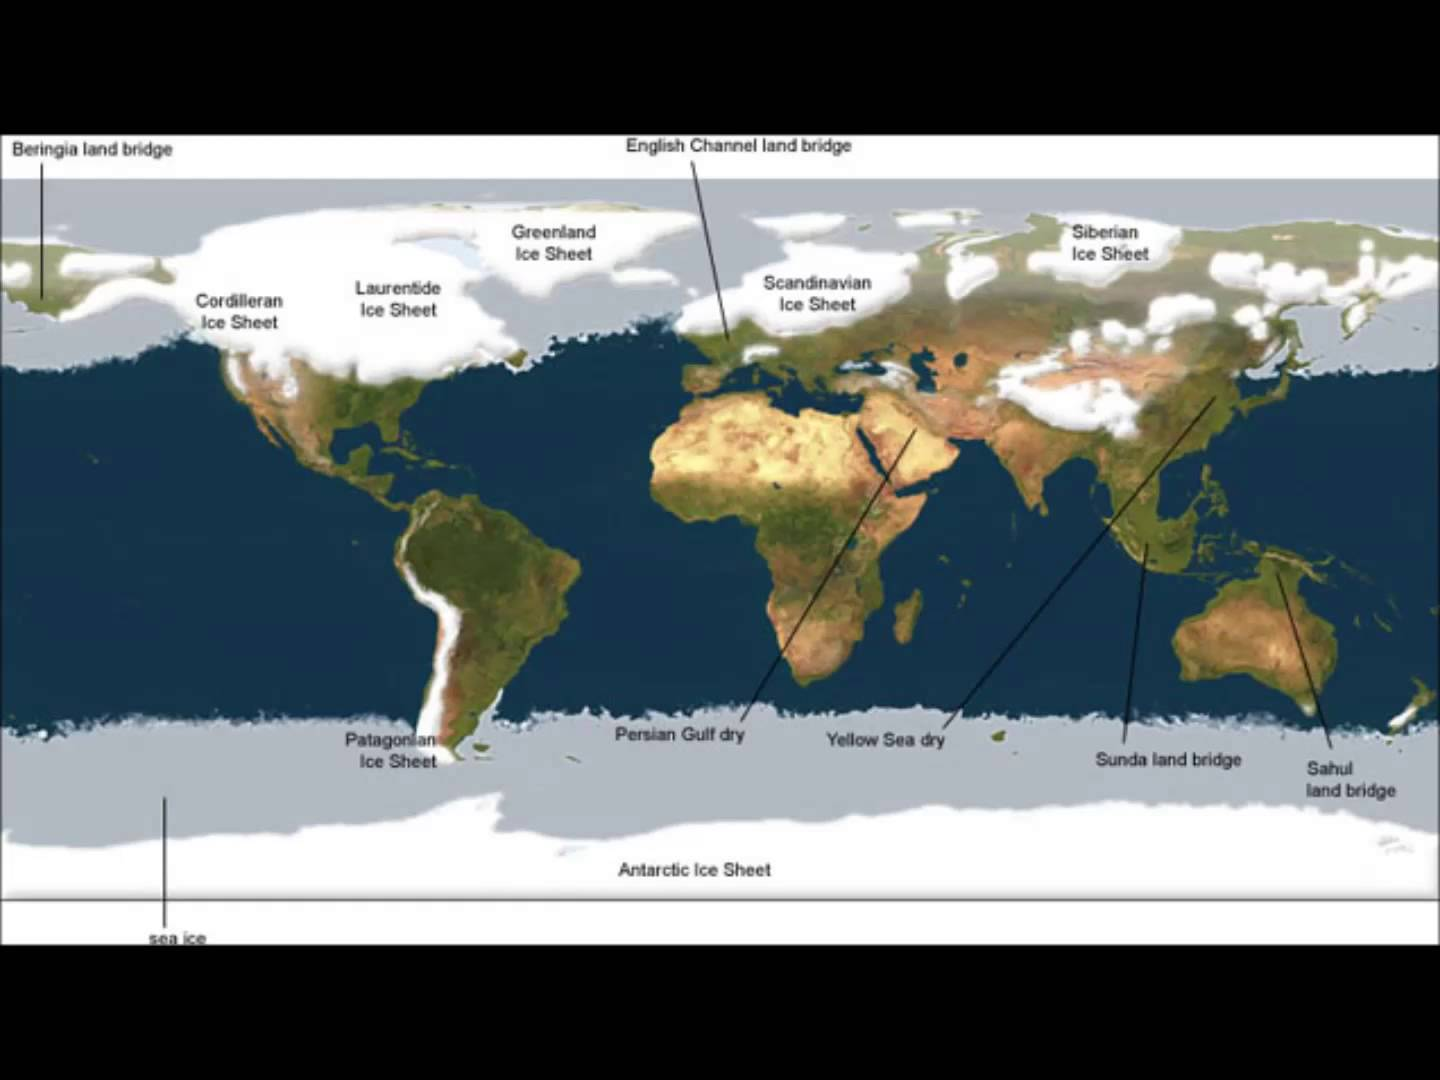 Beringia land bridge
English Channel land bridge
Greenland
Ice Sheet
Siberian
Ice Sheet
Scandinavian
Ice Sheet
Laurentide
Ice Sheet
Cordilleran
Ice Sheet
Patagonian
Ice Sheet
Persian Gulf dry
Yellow Sea dry
Sunda land bridge
Sahul
land bridge
Antarctic Ice Sheet
sea ice